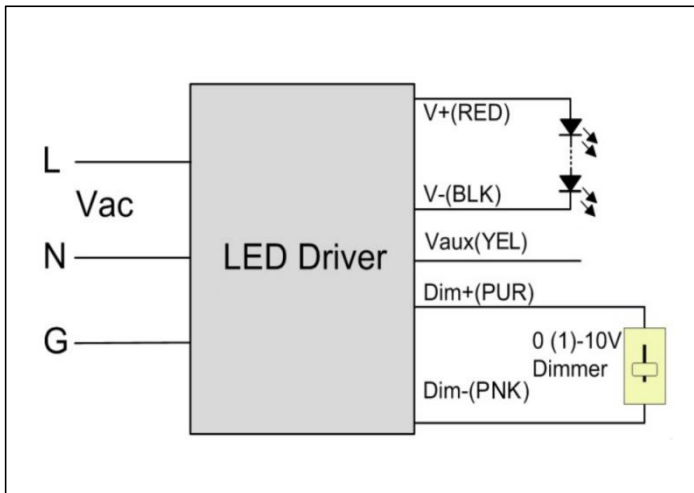 L
Vac
N
G
LED Driver
V+(RED)
V-(BLK)
Vaux(YEL)
Dim+(PUR)
0 (1)-10V
Dimmer
Dim-(PNK)